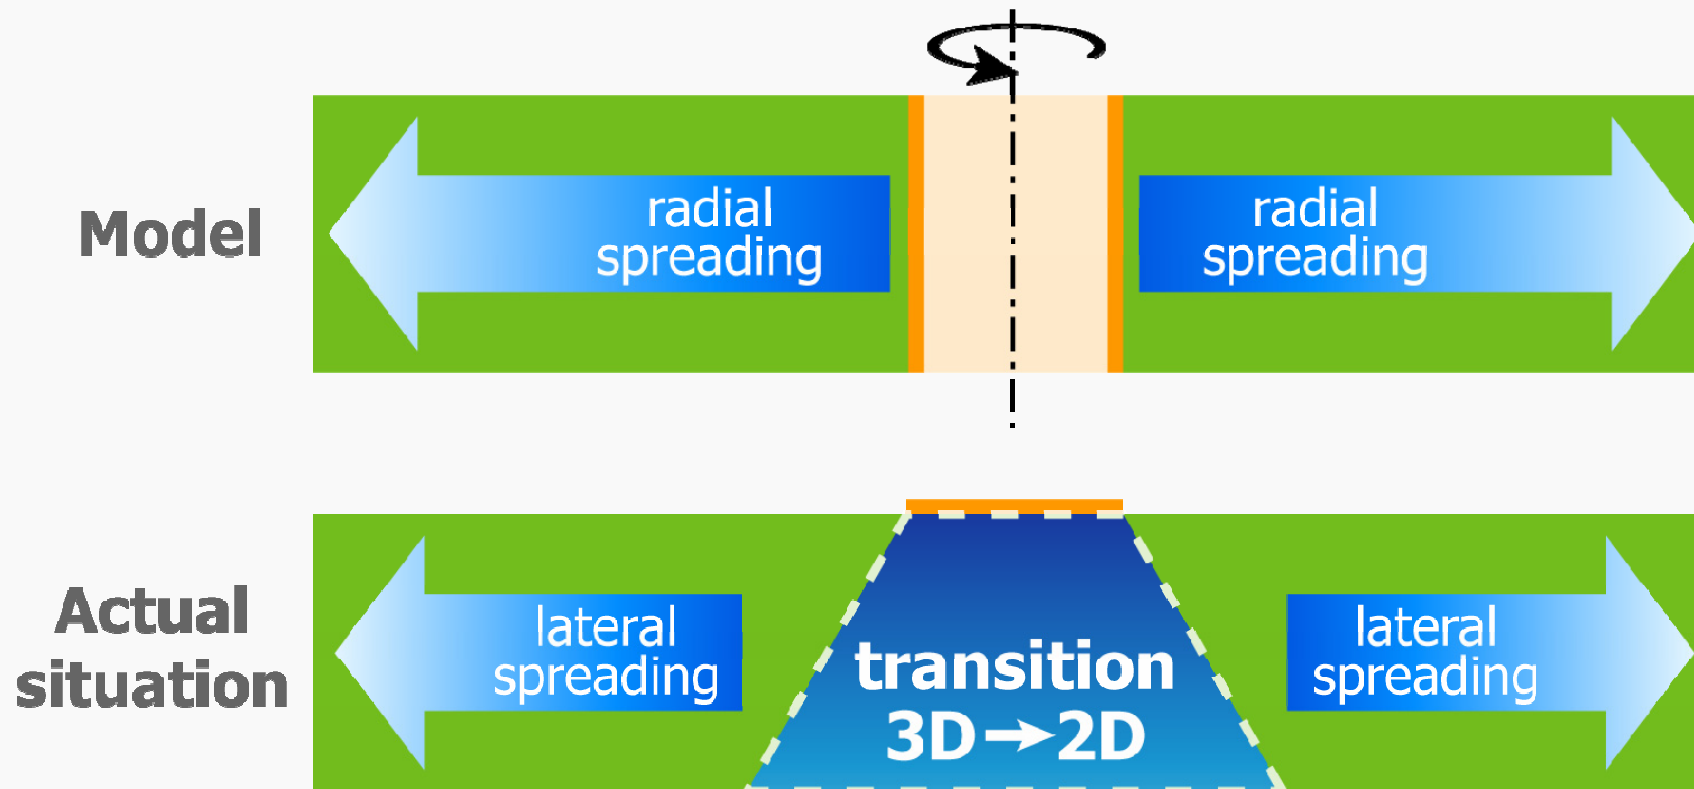 Model
radial
spreading
radial
spreading
Actual
situation
lateral
spreading
transition
3D→2D
lateral
spreading